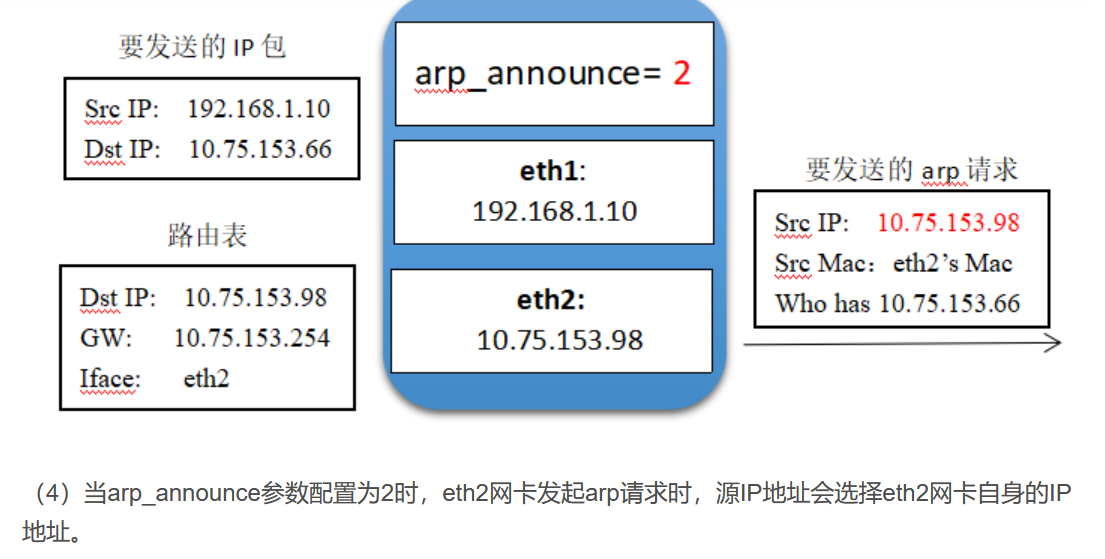 要发送的 IP 包
Src IP: 192.168.1.10
Dst IP: 10.75.153.66
路由表
Dst IP: 10.75.153.98
GW: 10.75.153.254
Iface: eth2
arp_announce= 2
eth1:
192.168.1.10
eth2:
10.75.153.98
要发送的 arp 请求
Src IP: 10.75.153.98
Src Mac：eth2’s Mac
Who has 10.75.153.66
（4）当arp_announce参数配置为2时，eth2网卡发起arp请求时，源IP地址会选择eth2网卡自身的IP
地址。